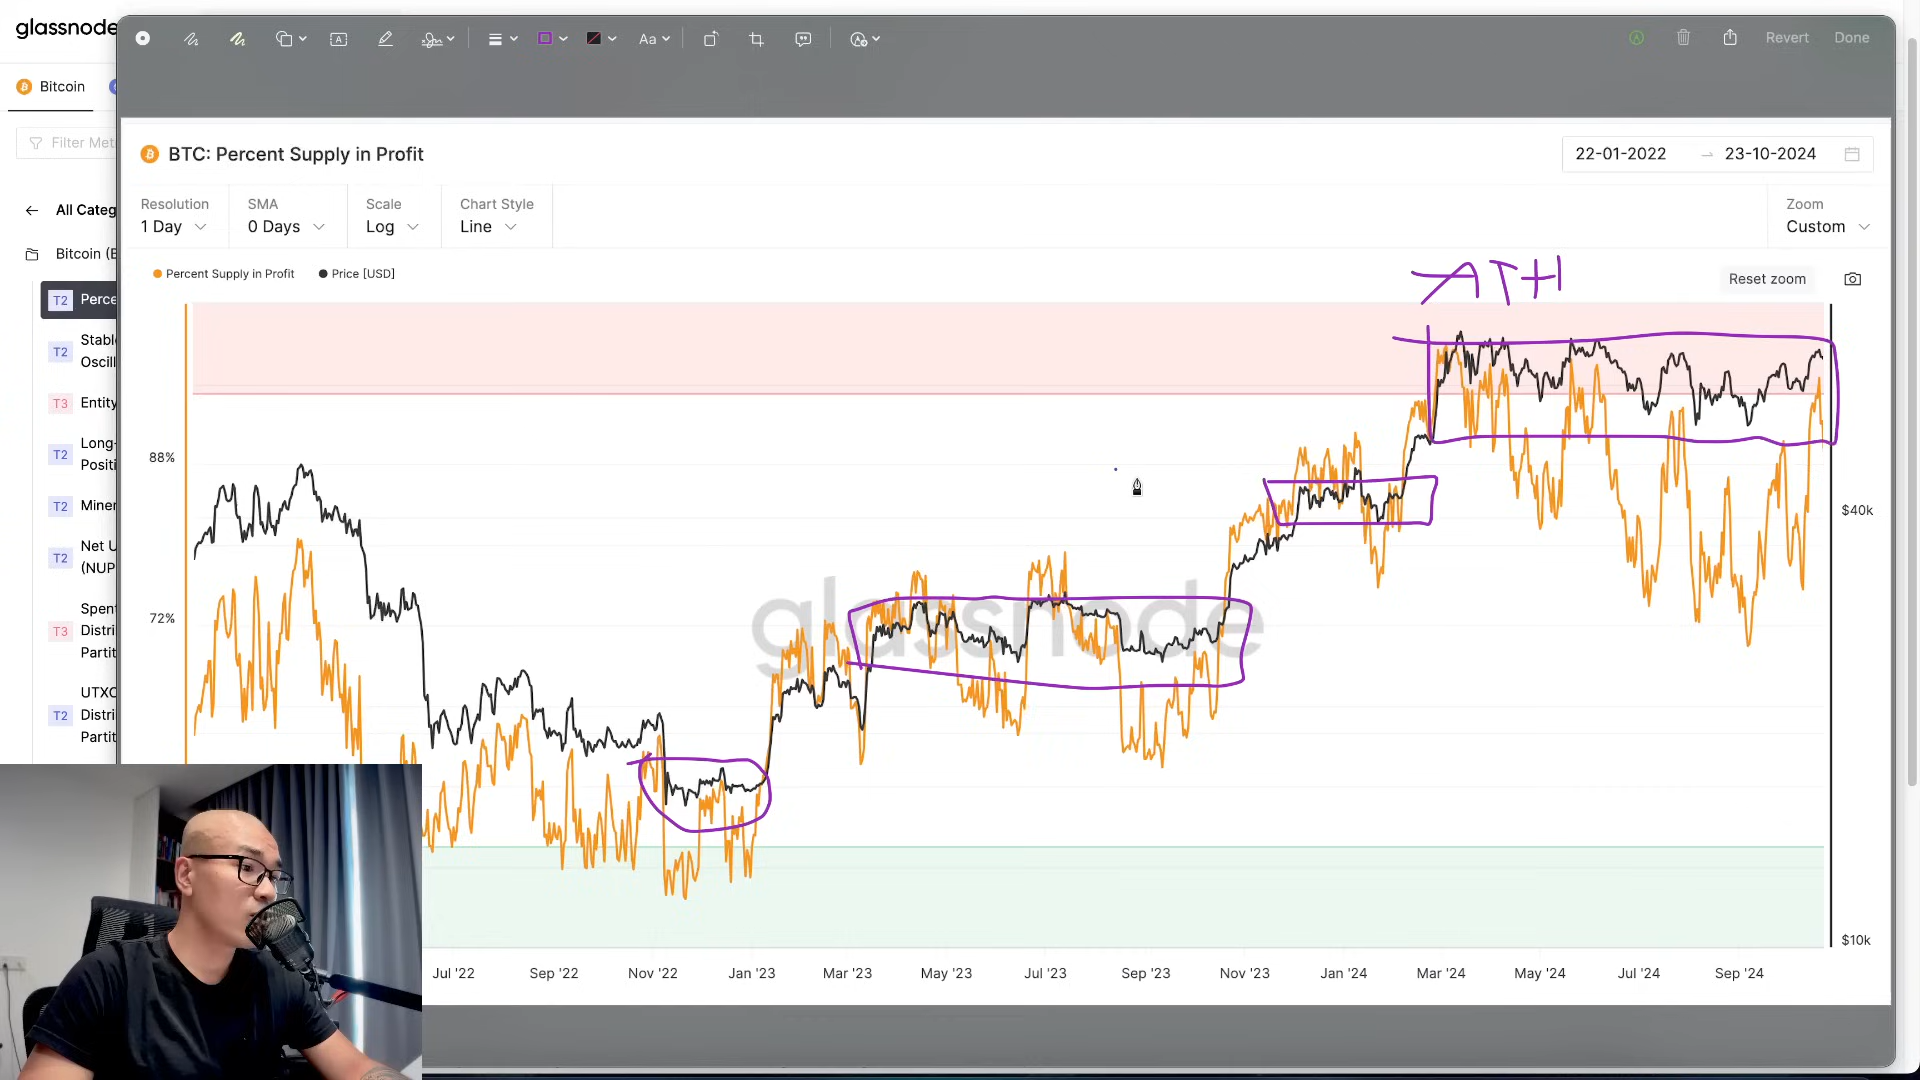 glassnode
Bitcoin
Filter Met
All Categ
Bitcoin (B
T2 Perce
T2 Stabl
Oscill
T3 Entity
T2 Long-
Positi
T2 Miner
T2 Net U
(NUP
T3 Spent
Distri
Partit
T2 UTXO
Distri
Partit
Aa
Revert
Done
BTC: Percent Supply in Profit
22-01-2022 → 23-10-2024
Resolution
1 Day
SMA
0 Days
Scale
Log
Chart Style
Line
Zoom
Custom
Percent Supply in Profit
Price [USD]
ATH
Reset zoom
88%
72%
$40k
$10k
glassnode
Jul '22
Sep '22
Nov '22
Jan '23
Mar '23
May '23
Jul '23
Sep '23
Nov '23
Jan '24
Mar '24
May '24
Jul '24
Sep '24